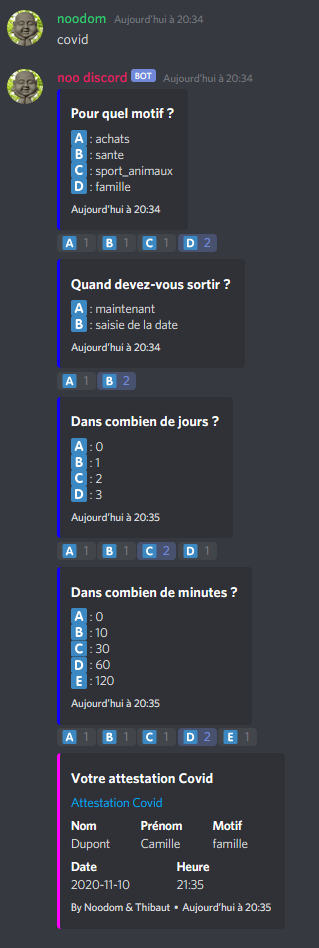 noodom Aujourd'hui à 20:34
covid
noo discord BOT Aujourd'hui à 20:34
Pour quel motif ?
A : achats
B : sante
C : sport_animaux
D : famille
Aujourd'hui à 20:34
A 1 B 1 C 1 D 2
Quand devez-vous sortir ?
A : maintenant
B : saisie de la date
Aujourd'hui à 20:34
A 1 B 2
Dans combien de jours ?
A : 0
B : 1
C : 2
D : 3
Aujourd'hui à 20:35
A 1 B 1 C 2 D 1
Dans combien de minutes ?
A : 0
B : 10
C : 30
D : 60
E : 120
Aujourd'hui à 20:35
A 1 B 1 C 1 D 2 E 1
Votre attestation Covid
Attestation Covid
Nom Prénom Motif
Dupont Camille famille
Date Heure
2020-11-10 21:35
By Noodom & Thibaut • Aujourd'hui à 20:35